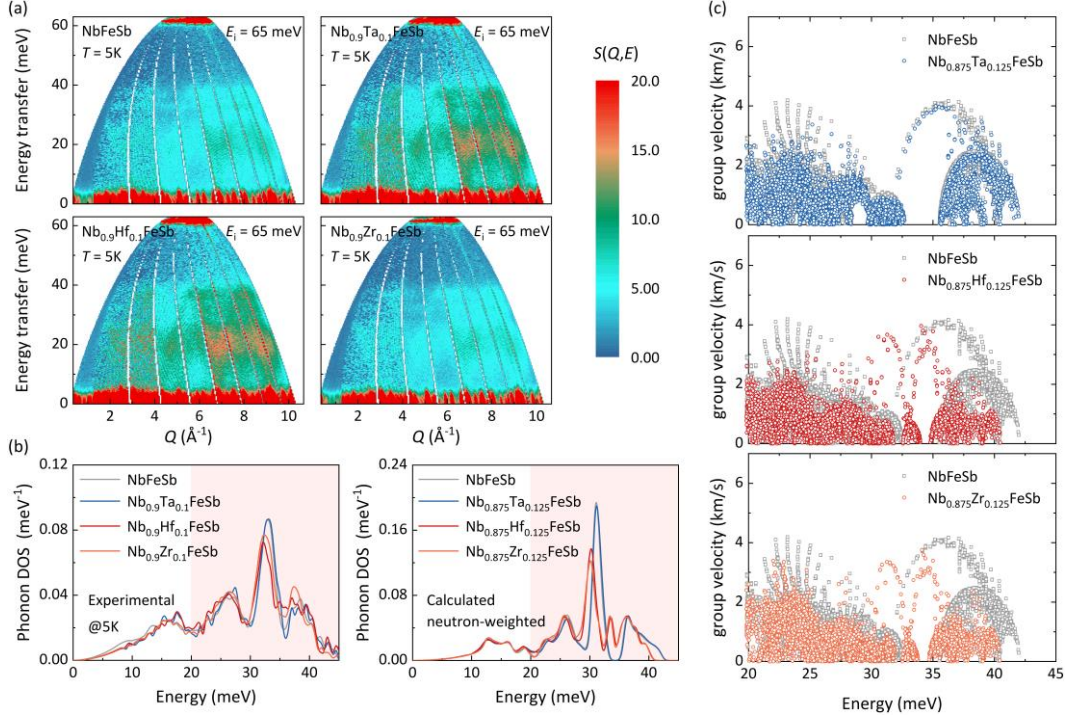 (a)
NbFeSb
Eᵢ = 65 meV
T = 5K
Nb₀.₉Ta₀.₁FeSb
Eᵢ = 65 meV
T = 5K
Energy transfer (meV)
60
50
40
30
20
10
0
Nb₀.₉Hf₀.₁FeSb
Eᵢ = 65 meV
T = 5K
Nb₀.₉Zr₀.₁FeSb
Eᵢ = 65 meV
T = 5K
Energy transfer (meV)
60
50
40
30
20
10
0
2 4 6 8 10
2 4 6 8 10
Q (Å⁻¹)
Q (Å⁻¹)
S(Q,E)
20.0
15.0
10.0
5.00
0.00
(b)
Phonon DOS (meV⁻¹)
0.12
0.08
0.04
0.00
NbFeSb
Nb₀.₉Ta₀.₁FeSb
Nb₀.₉Hf₀.₁FeSb
Nb₀.₉Zr₀.₁FeSb
Experimental
@5K
0 10 20 30 40
Energy (meV)
Phonon DOS (meV⁻¹)
0.24
0.16
0.08
0.00
NbFeSb
Nb₀.₈₇₅Ta₀.₁₂₅FeSb
Nb₀.₈₇₅Hf₀.₁₂₅FeSb
Nb₀.₈₇₅Zr₀.₁₂₅FeSb
Calculated
neutron-weighted
0 10 20 30 40
Energy (meV)
(c)
group velocity (km/s)
6
4
2
0
NbFeSb
Nb₀.₈₇₅Ta₀.₁₂₅FeSb
group velocity (km/s)
6
4
2
0
NbFeSb
Nb₀.₈₇₅Hf₀.₁₂₅FeSb
group velocity (km/s)
6
4
2
0
NbFeSb
Nb₀.₈₇₅Zr₀.₁₂₅FeSb
20 25 30 35 40 45
Energy (meV)